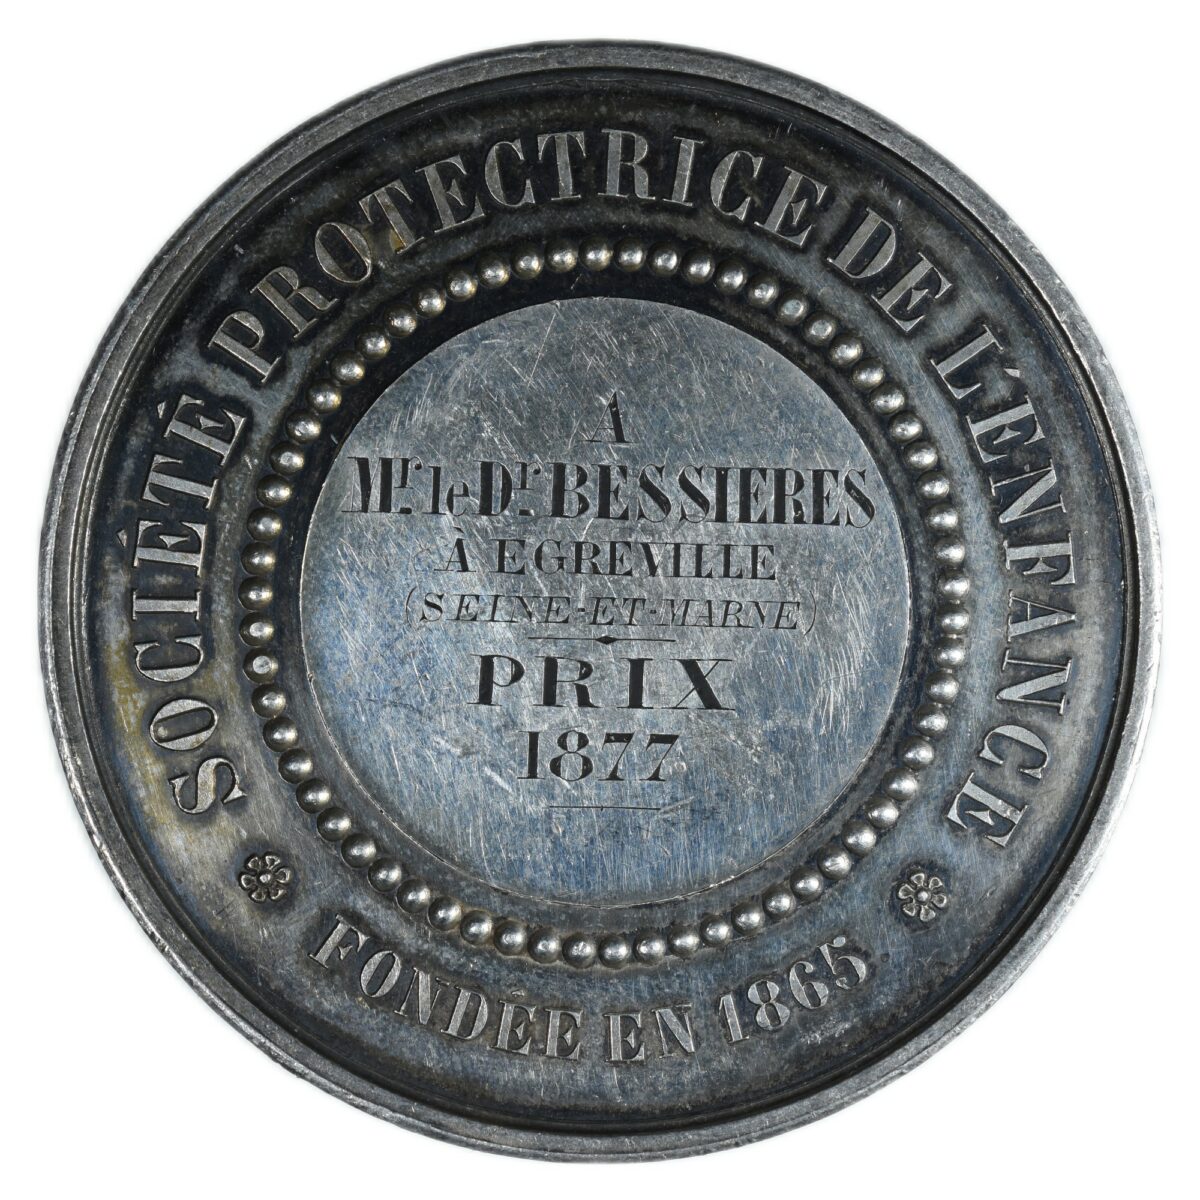 SOCIÉTÉ PROTECTRICE DE L'ENFANCE
A
Mr. le Dr. BESSIERES
À EGREVILLE
(SEINE-ET-MARNE)
PRIX
1877
FONDÉE EN 1865